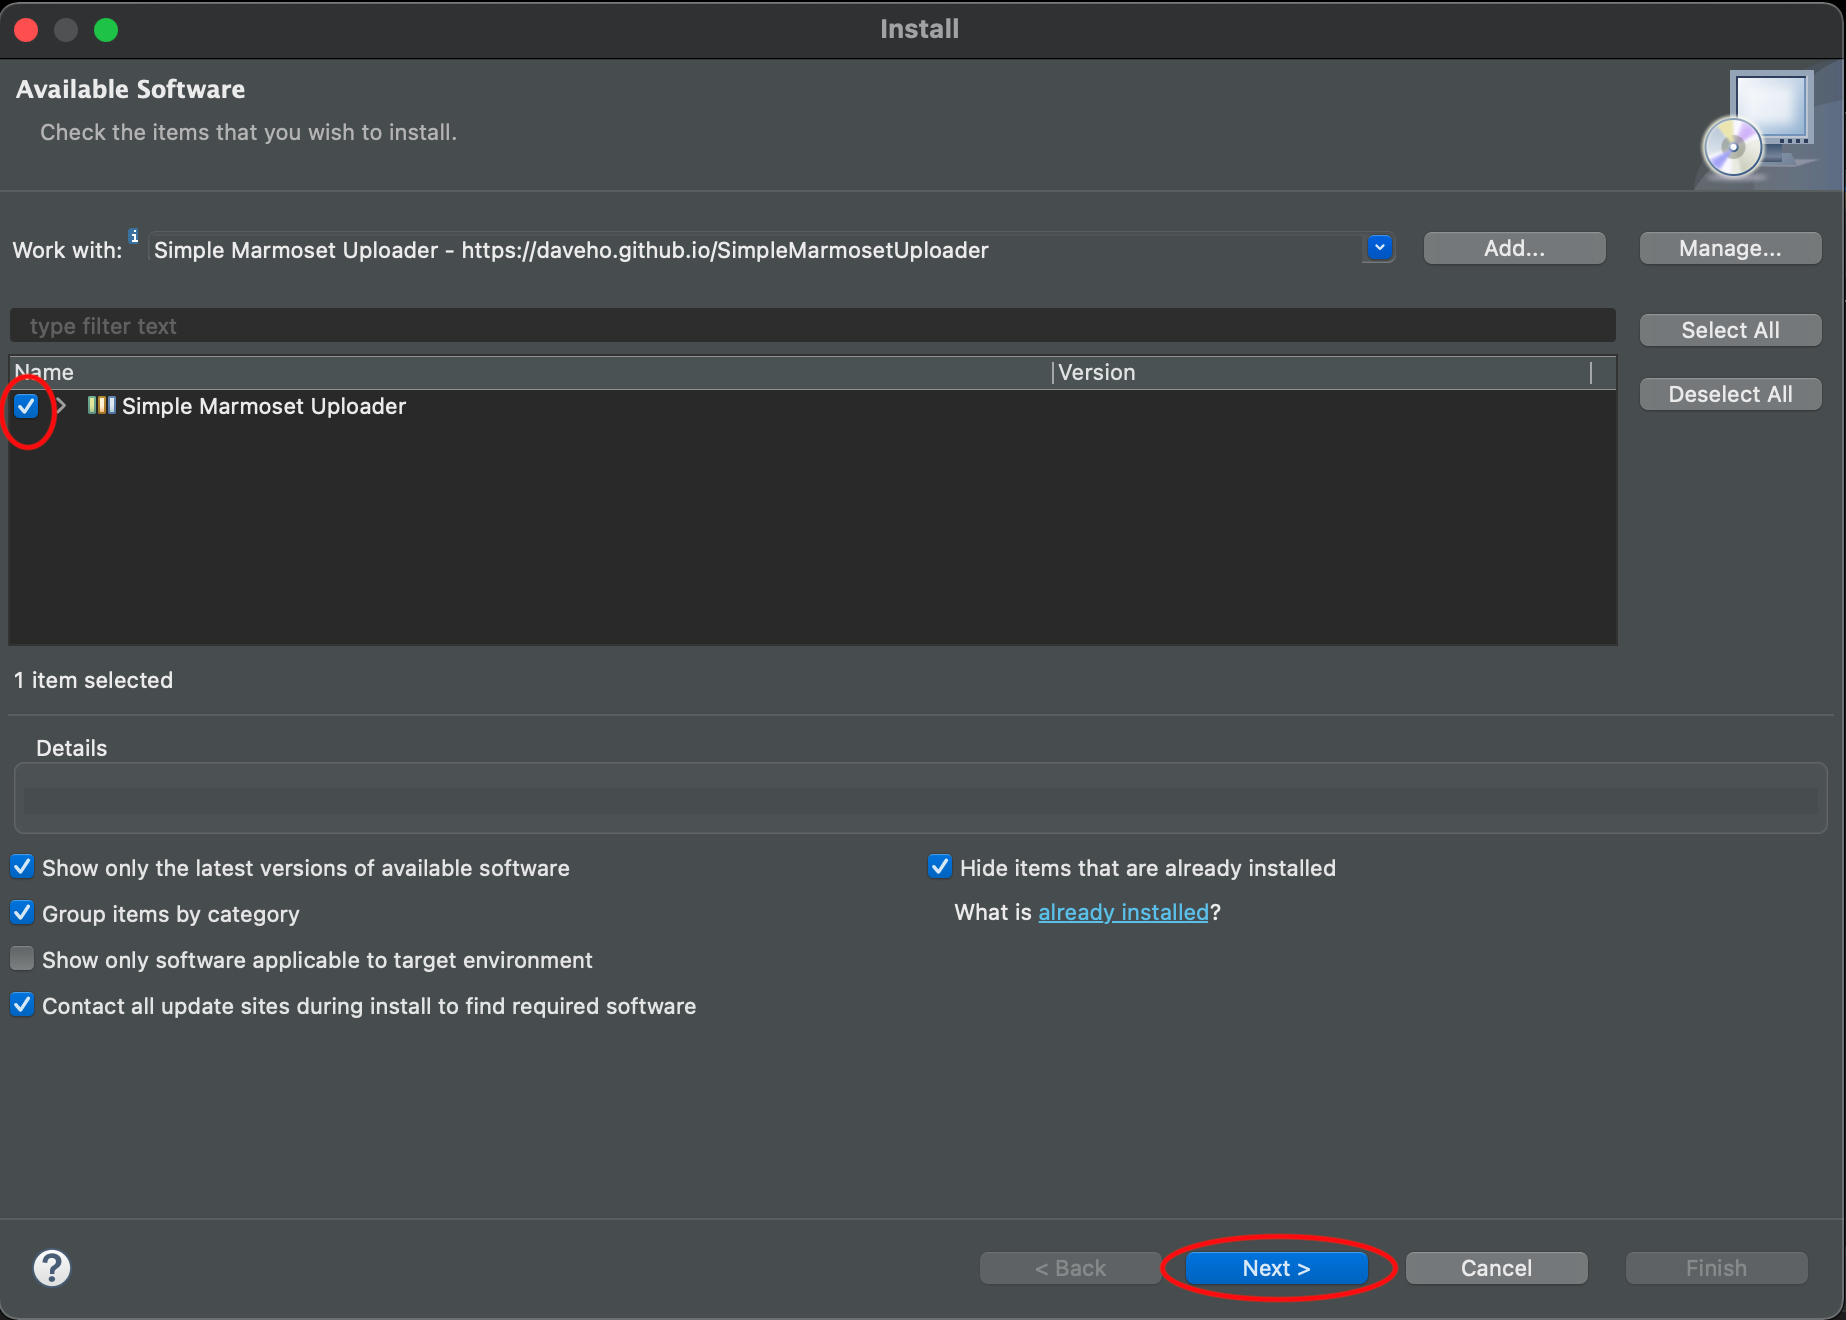 Install
Available Software
Check the items that you wish to install.
Work with: Simple Marmoset Uploader - https://daveho.github.io/SimpleMarmosetUploader
Add...
Manage...
type filter text
Select All
Name
Version
Deselect All
Simple Marmoset Uploader
1 item selected
Details
Show only the latest versions of available software
Hide items that are already installed
Group items by category
What is already installed?
Show only software applicable to target environment
Contact all update sites during install to find required software
?
< Back
Next >
Cancel
Finish